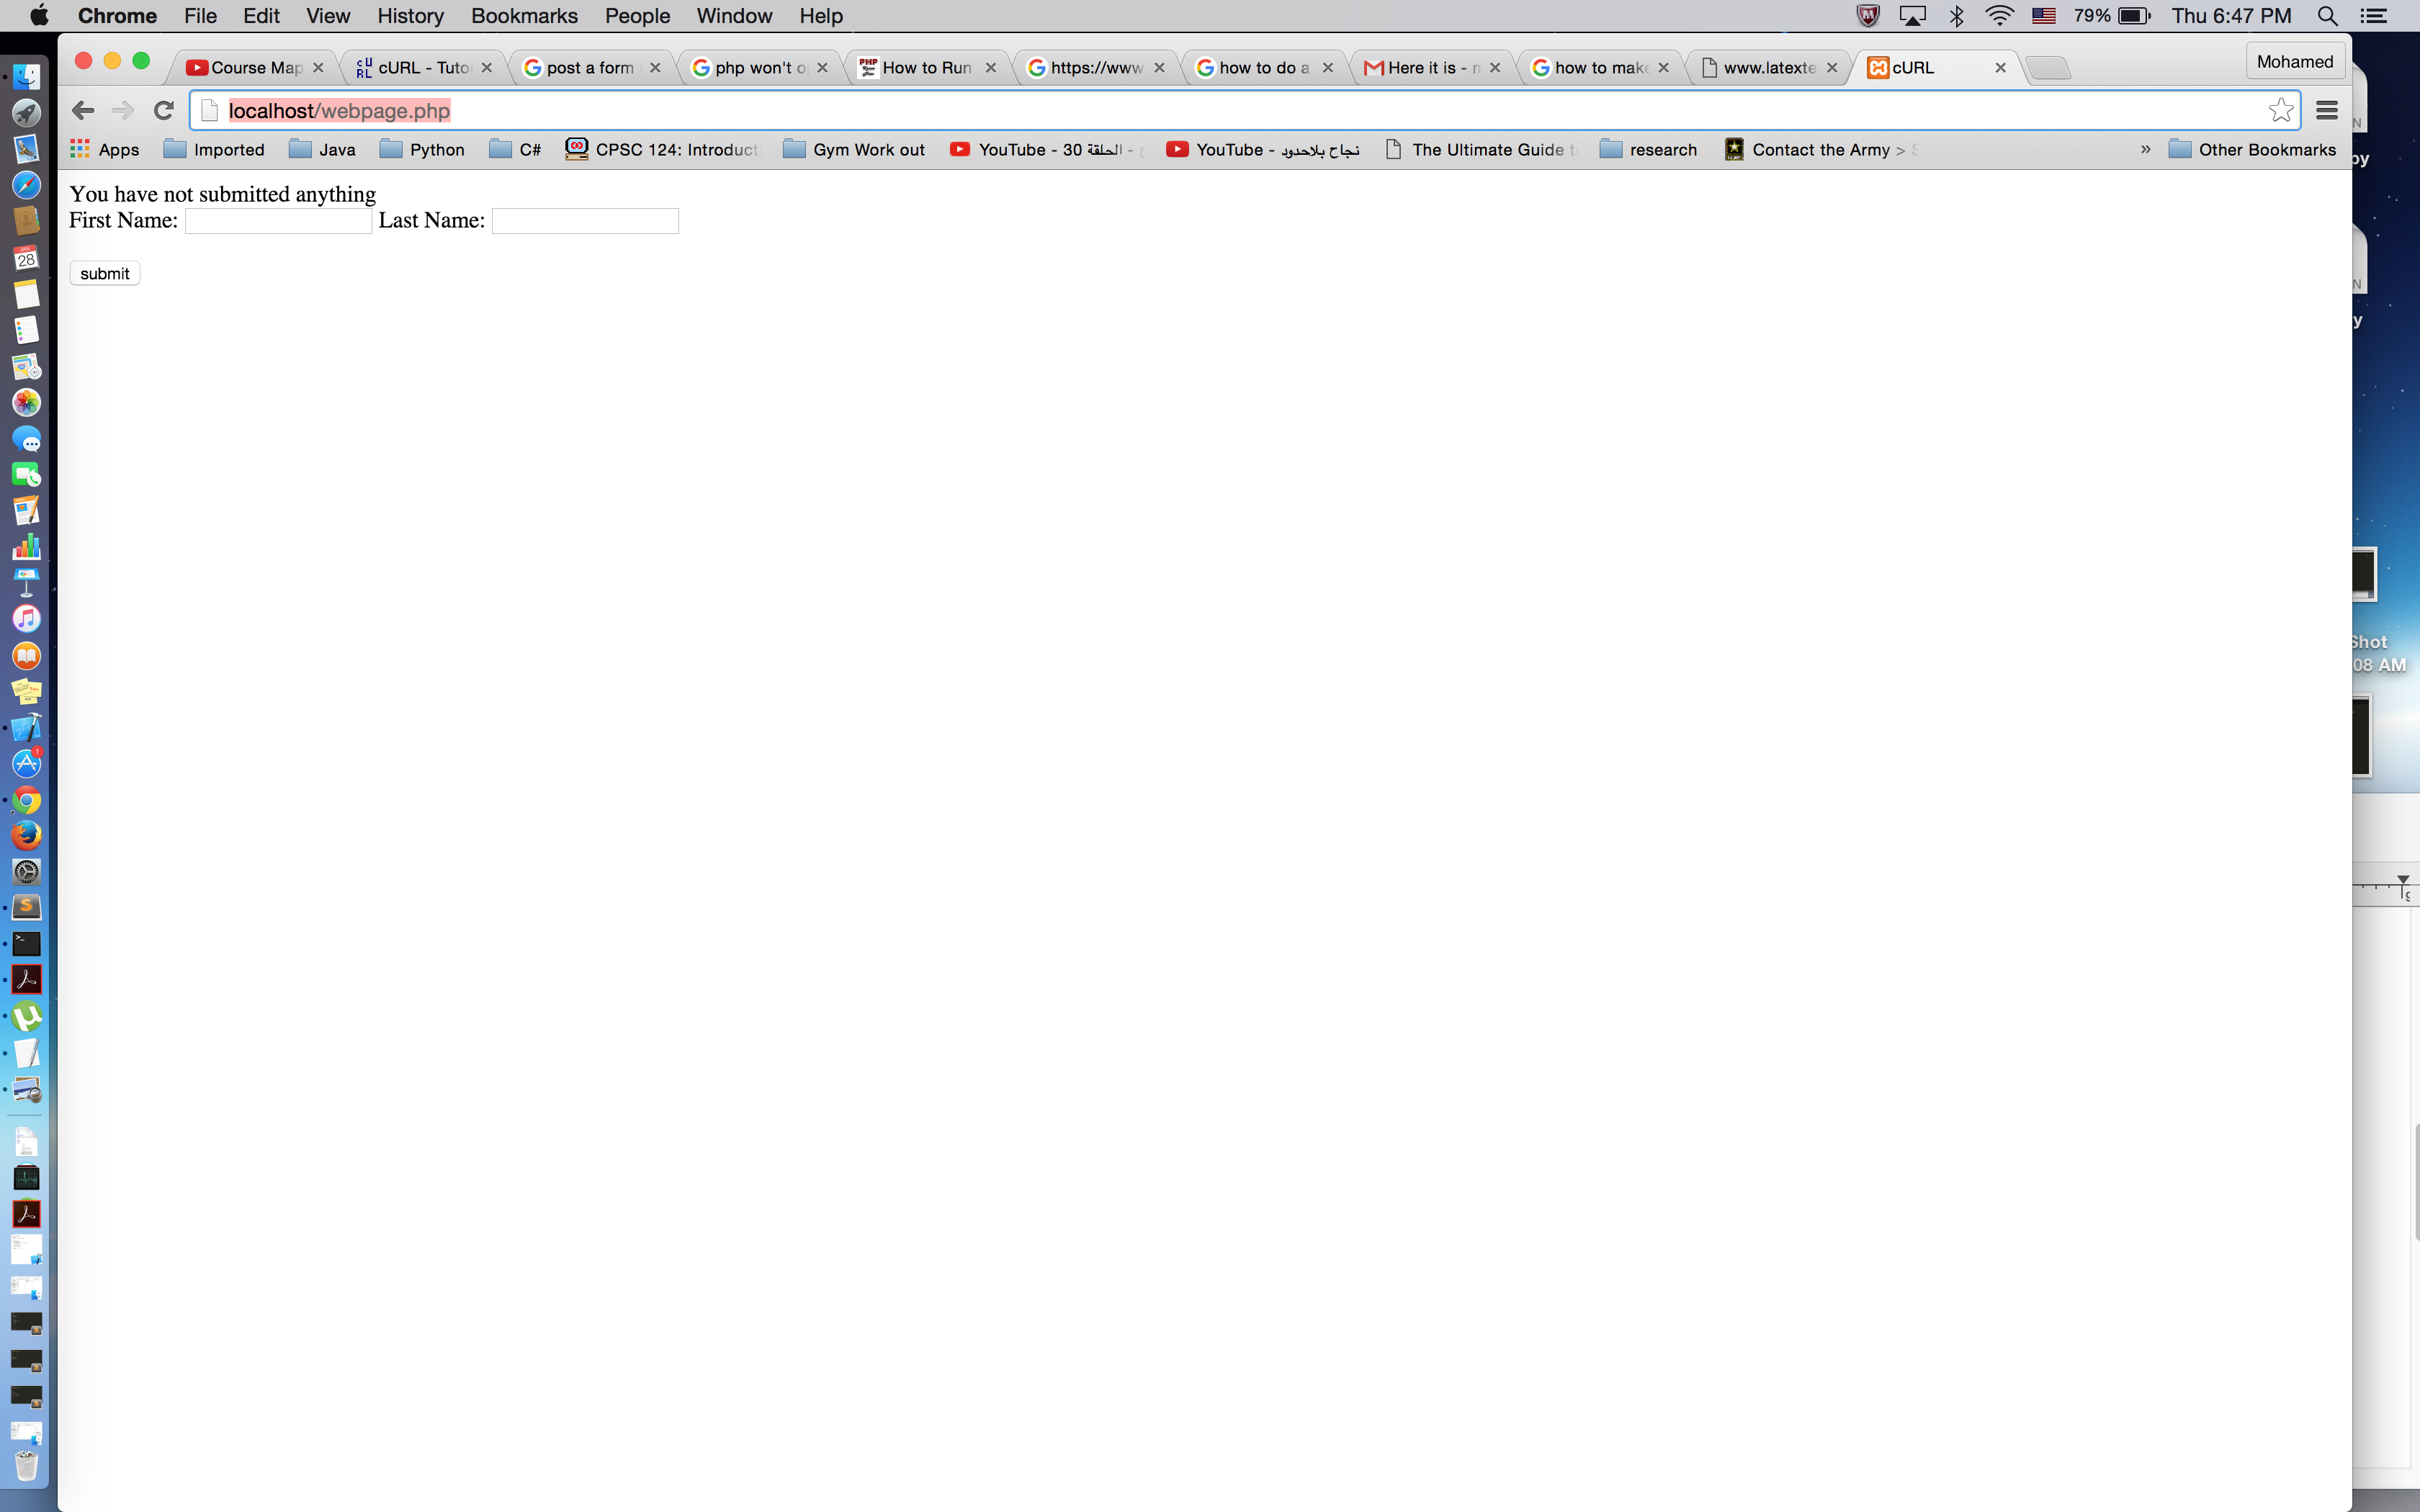 Chrome File Edit View History Bookmarks People Window Help 79% Thu 6:47 PM
Course Map cURL - Tuto post a form php won't o How to Run https://www how to do a Here it is - how to make www.latexte cURL Mohamed
localhost/webpage.php
Apps Imported Java Python C# CPSC 124: Introducti Gym Work out YouTube - 30 الحلقة - YouTube - نجاح بلاحدود The Ultimate Guide t research Contact the Army > » Other Bookmarks
You have not submitted anything
First Name: Last Name:
submit
JAN
28
py
y
Shot
08 AM